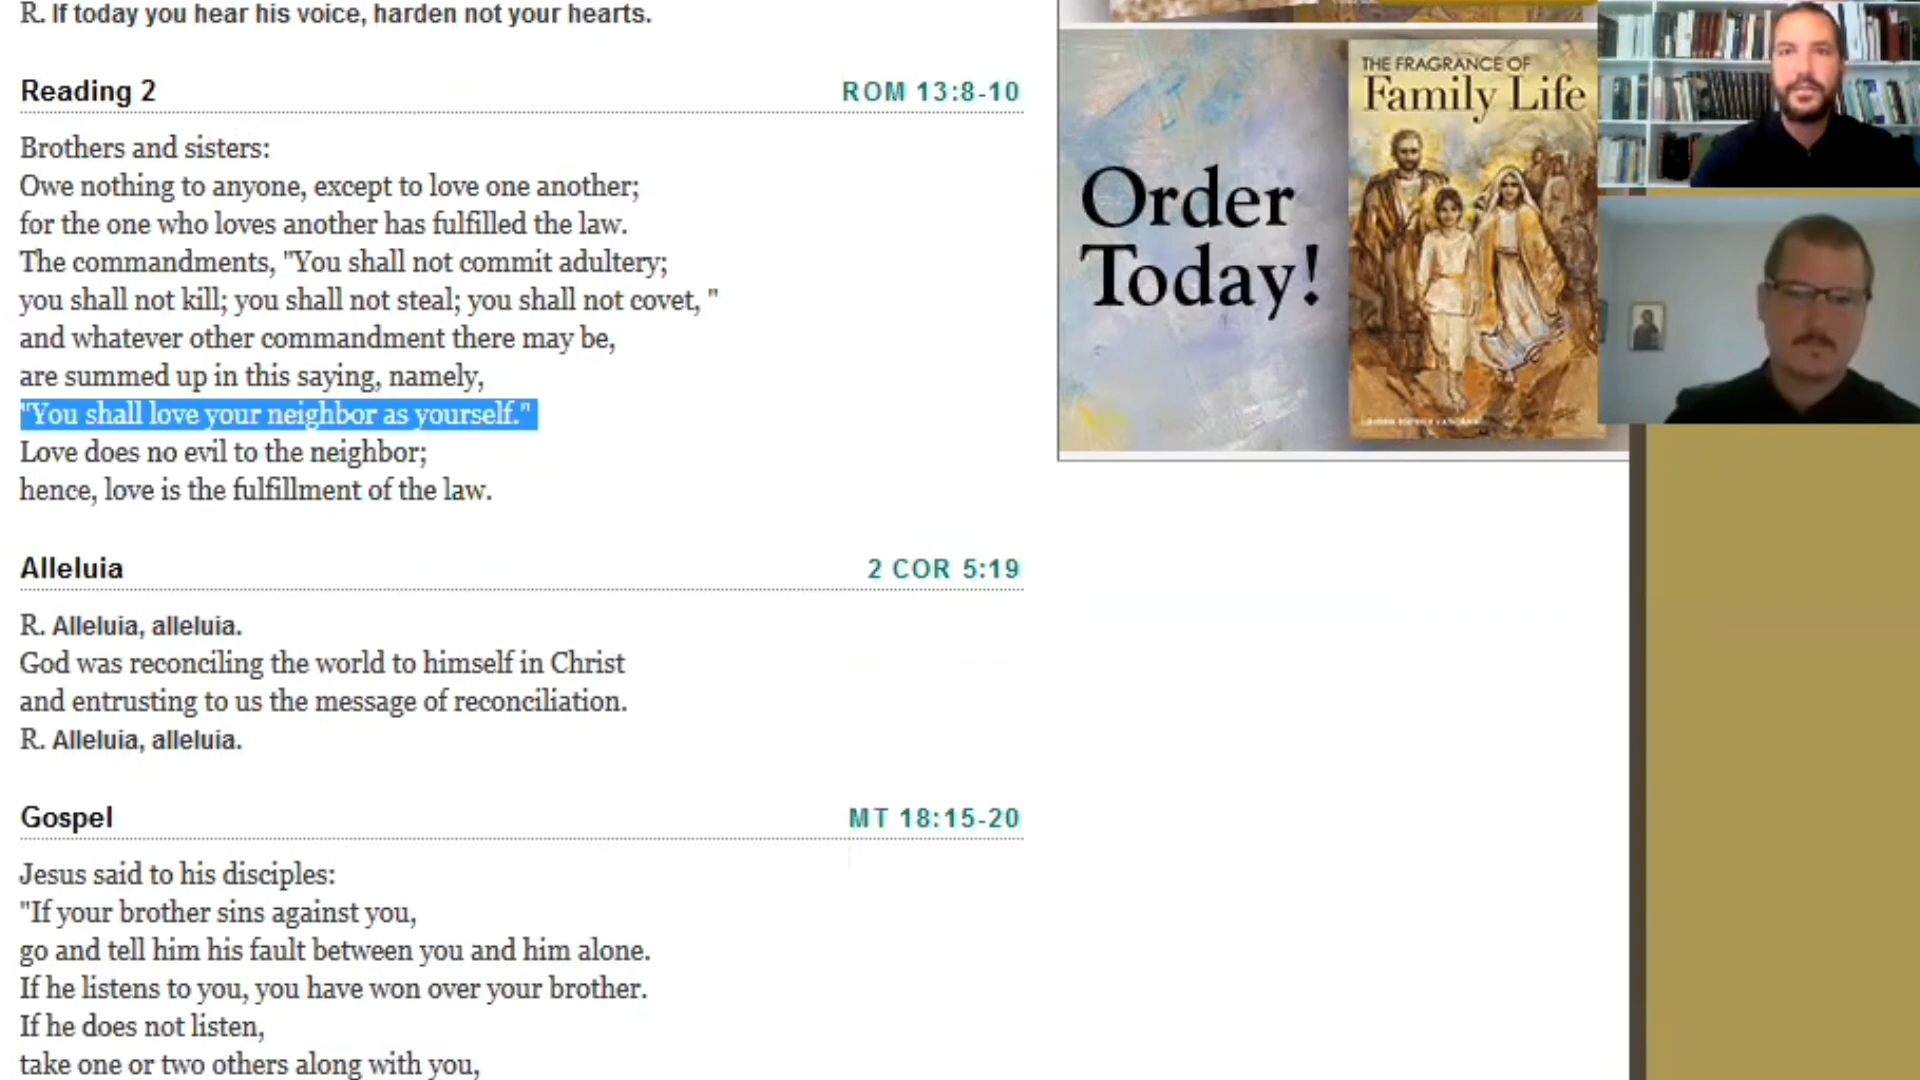 R. If today you hear his voice, harden not your hearts.
Reading 2
ROM 13:8-10
Brothers and sisters:
Owe nothing to anyone, except to love one another;
for the one who loves another has fulfilled the law.
The commandments, "You shall not commit adultery;
you shall not kill; you shall not steal; you shall not covet, "
and whatever other commandment there may be,
are summed up in this saying, namely,
"You shall love your neighbor as yourself."
Love does no evil to the neighbor;
hence, love is the fulfillment of the law.
Alleluia
2 COR 5:19
R. Alleluia, alleluia.
God was reconciling the world to himself in Christ
and entrusting to us the message of reconciliation.
R. Alleluia, alleluia.
Gospel
MT 18:15-20
Jesus said to his disciples:
"If your brother sins against you,
go and tell him his fault between you and him alone.
If he listens to you, you have won over your brother.
If he does not listen,
take one or two others along with you,
Order
Today!
THE FRAGRANCE OF
Family Life